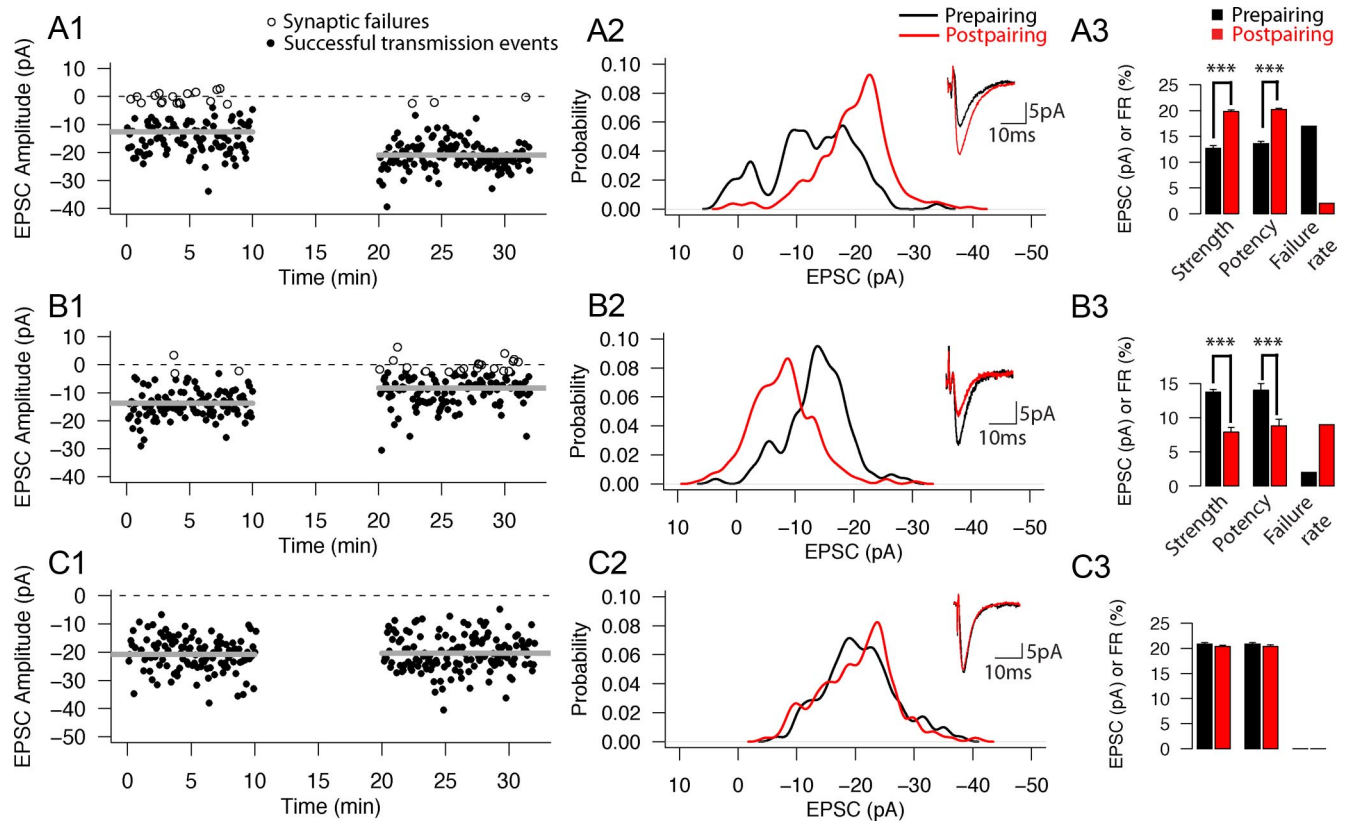 A1
○ Synaptic failures
● Successful transmission events
EPSC Amplitude (pA)
10
0
−10
−20
−30
−40
0 5 10 15 20 25 30
Time (min)
A2
Prepairing
Postpairing
Probability
0.10
0.08
0.06
0.04
0.02
0.00
5pA
10ms
10 0 −10 −20 −30 −40 −50
EPSC (pA)
A3
Prepairing
Postpairing
EPSC (pA) or FR (%)
*** ***
25
20
15
10
5
0
Strength
Potency
Failure
rate
B1
EPSC Amplitude (pA)
10
0
−10
−20
−30
−40
0 5 10 15 20 25 30
Time (min)
B2
Probability
0.10
0.08
0.06
0.04
0.02
0.00
5pA
10ms
10 0 −10 −20 −30 −40 −50
EPSC (pA)
B3
EPSC (pA) or FR (%)
*** ***
15
10
5
0
Strength
Potency
Failure
rate
C1
EPSC Amplitude (pA)
0
−10
−20
−30
−40
−50
0 5 10 15 20 25 30
Time (min)
C2
Probability
0.10
0.08
0.06
0.04
0.02
0.00
5pA
10ms
10 0 −10 −20 −30 −40 −50
EPSC (pA)
C3
EPSC (pA) or FR (%)
25
20
15
10
5
0